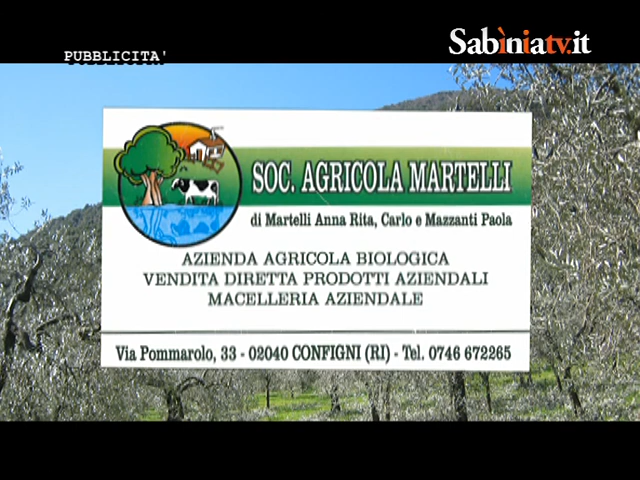 PUBBLICITA'
Sabìniatv.it
SOC. AGRICOLA MARTELLI
di Martelli Anna Rita, Carlo e Mazzanti Paola
AZIENDA AGRICOLA BIOLOGICA
VENDITA DIRETTA PRODOTTI AZIENDALI
MACELLERIA AZIENDALE
Via Pommarolo, 33 - 02040 CONFIGNI (RI) - Tel. 0746 672265